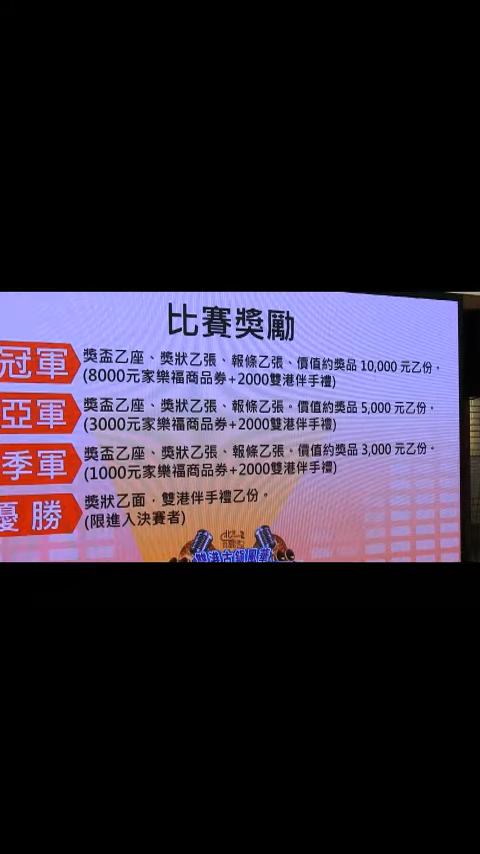 比賽獎勵
冠軍
獎盃乙座、獎狀乙張、報條乙張、價值約獎品 10,000 元乙份。
(8000元家樂福商品券+2000雙港伴手禮)
亞軍
獎盃乙座、獎狀乙張、報條乙張。價值約獎品 5,000 元乙份。
(3000元家樂福商品券+2000雙港伴手禮)
季軍
獎盃乙座、獎狀乙張、報條乙張。價值約獎品 3,000 元乙份。
(1000元家樂福商品券+2000雙港伴手禮)
優勝
獎狀乙面，雙港伴手禮乙份。
(限進入決賽者)